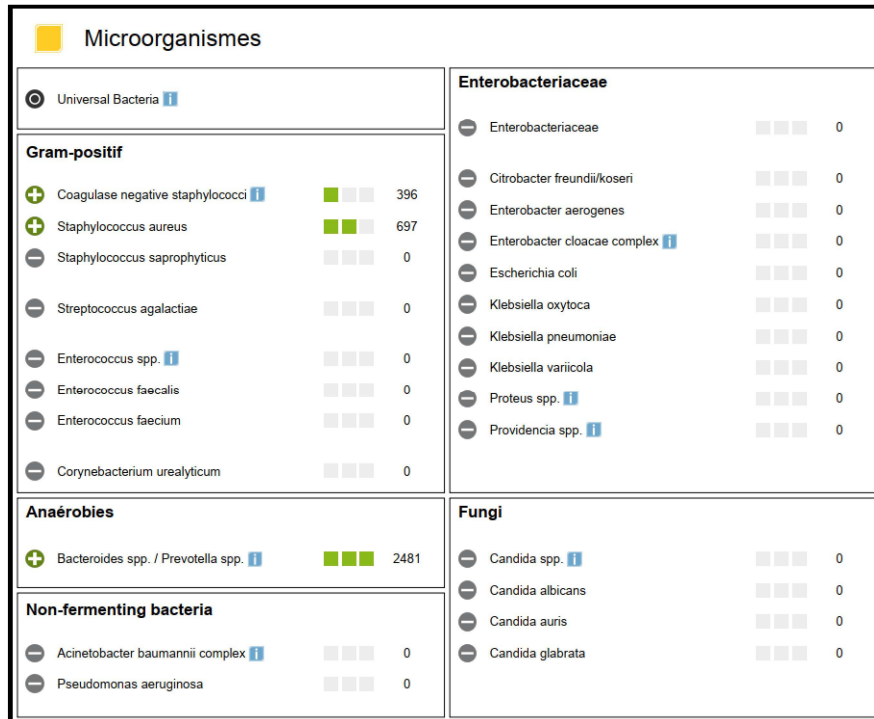 Microorganismes
Universal Bacteria i
Gram-positif
Coagulase negative staphylococci i 396
Staphylococcus aureus 697
Staphylococcus saprophyticus 0
Streptococcus agalactiae 0
Enterococcus spp. i 0
Enterococcus faecalis 0
Enterococcus faecium 0
Corynebacterium urealyticum 0
Anaérobies
Bacteroides spp. / Prevotella spp. i 2481
Non-fermenting bacteria
Acinetobacter baumannii complex i 0
Pseudomonas aeruginosa 0
Enterobacteriaceae
Enterobacteriaceae 0
Citrobacter freundii/koseri 0
Enterobacter aerogenes 0
Enterobacter cloacae complex i 0
Escherichia coli 0
Klebsiella oxytoca 0
Klebsiella pneumoniae 0
Klebsiella variicola 0
Proteus spp. i 0
Providencia spp. i 0
Fungi
Candida spp. i 0
Candida albicans 0
Candida auris 0
Candida glabrata 0